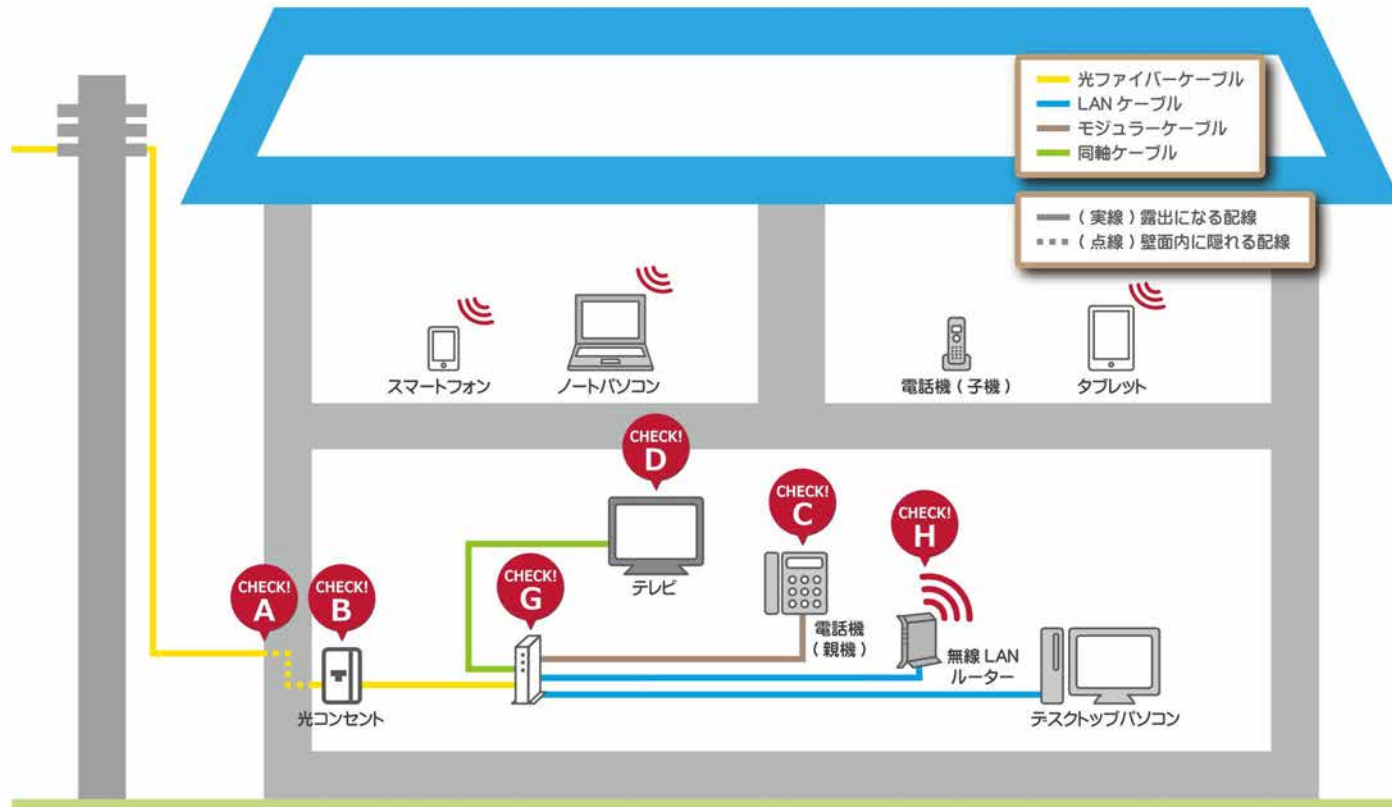 光ファイバーケーブル
LAN ケーブル
モジュラーケーブル
同軸ケーブル
( 実線 ) 露出になる配線
( 点線 ) 壁面内に隠れる配線
スマートフォン
ノートパソコン
電話機 ( 子機 )
タブレット
CHECK!
D
CHECK!
C
CHECK!
H
テレビ
CHECK!
G
CHECK!
A
CHECK!
B
電話機
( 親機 )
無線 LAN
ルーター
光コンセント
デスクトップパソコン